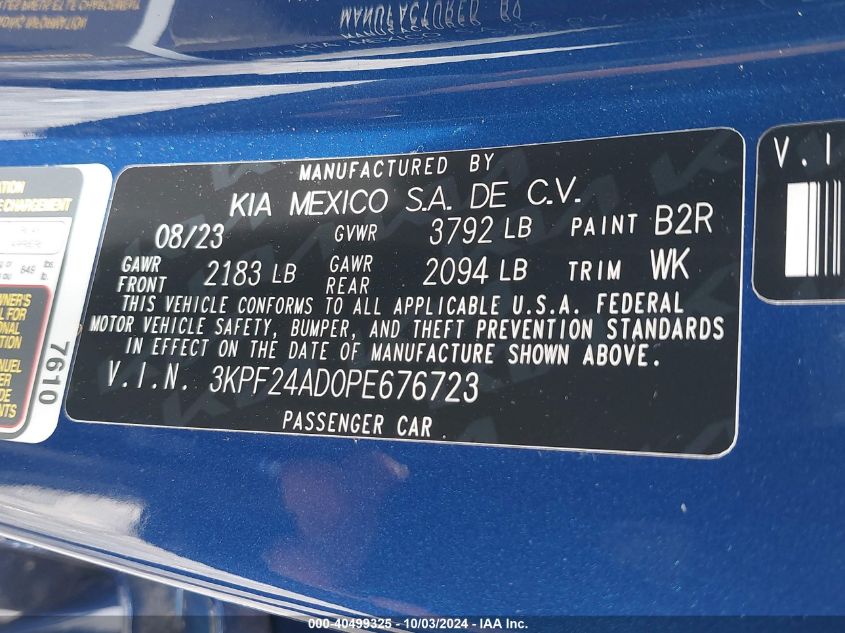 MANUFACTURED BY
KIA MEXICO S.A. DE C.V.
08/23 GVWR 3792 LB PAINT B2R
GAWR FRONT 2183 LB GAWR REAR 2094 LB TRIM WK
THIS VEHICLE CONFORMS TO ALL APPLICABLE U.S.A. FEDERAL
MOTOR VEHICLE SAFETY, BUMPER, AND THEFT PREVENTION STANDARDS
IN EFFECT ON THE DATE OF MANUFACTURE SHOWN ABOVE.
V.I.N. 3KPF24AD0PE676723
PASSENGER CAR
7610
V.I
000-40499325 - 10/03/2024 - IAA Inc.